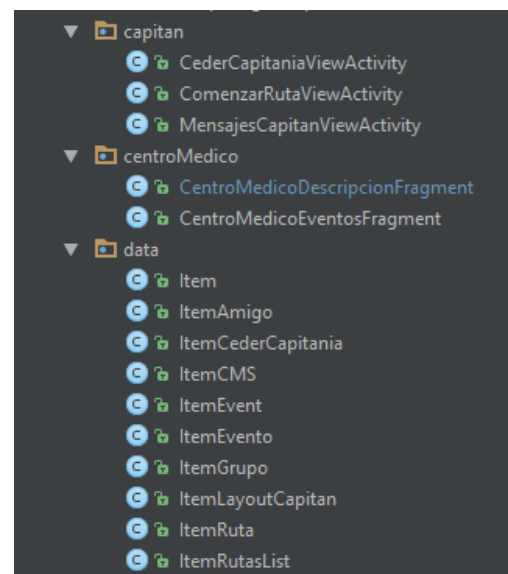 capitan
CederCapitaniaViewActivity
ComenzarRutaViewActivity
MensajesCapitanViewActivity
centroMedico
CentroMedicoDescripcionFragment
CentroMedicoEventosFragment
data
Item
ItemAmigo
ItemCederCapitania
ItemCMS
ItemEvent
ItemEvento
ItemGrupo
ItemLayoutCapitan
ItemRuta
ItemRutasList